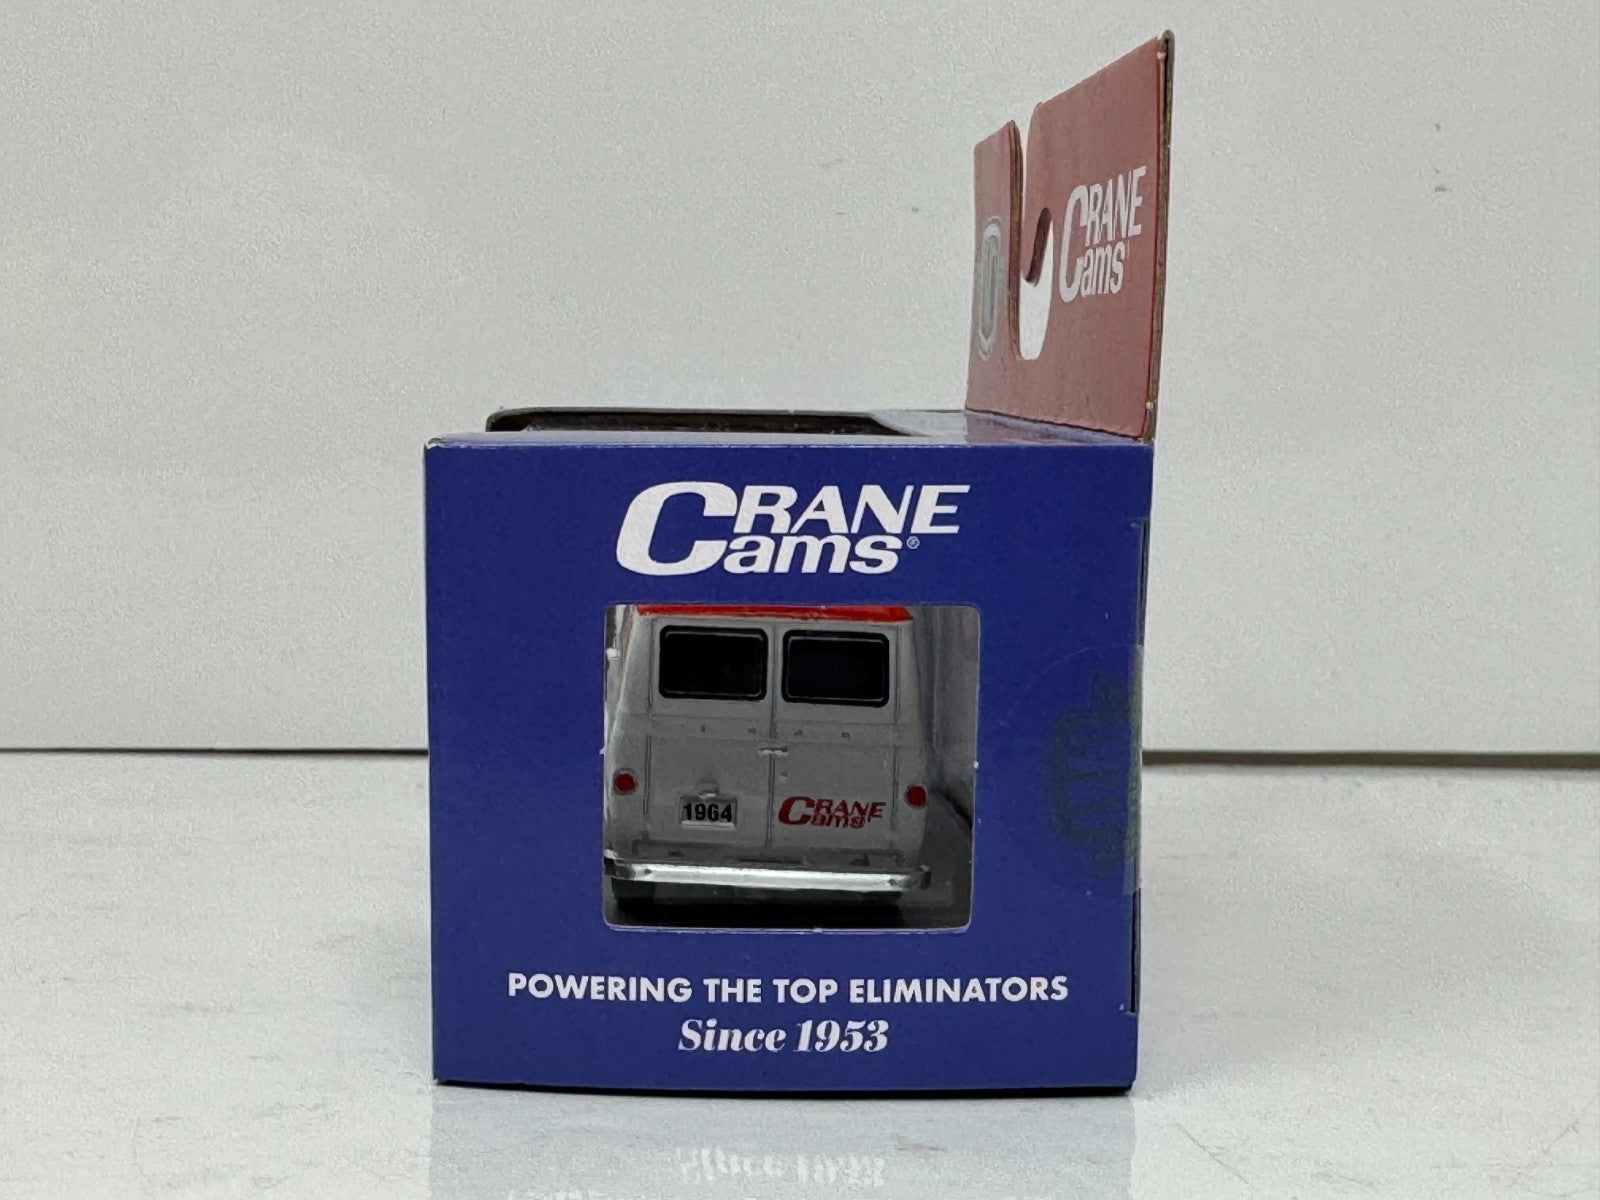 CRANE
Cams
CRANE
Cams®
1964
CRANE
Cams
POWERING THE TOP ELIMINATORS
Since 1953